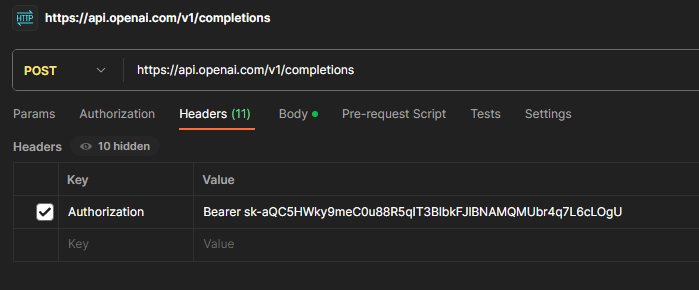 HTTP https://api.openai.com/v1/completions
POST https://api.openai.com/v1/completions
Params Authorization Headers (11) Body Pre-request Script Tests Settings
Headers 10 hidden
Key Value
Authorization Bearer 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
Key Value